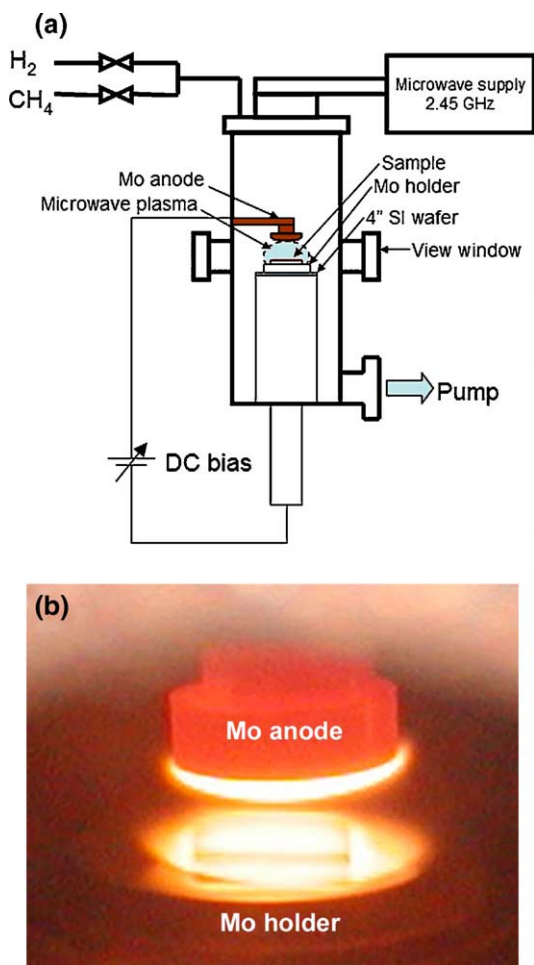 (a)
H2
CH4
Microwave supply
2.45 GHz
Sample
Mo holder
4" SI wafer
Mo anode
Microwave plasma
View window
Pump
DC bias
(b)
Mo anode
Mo holder